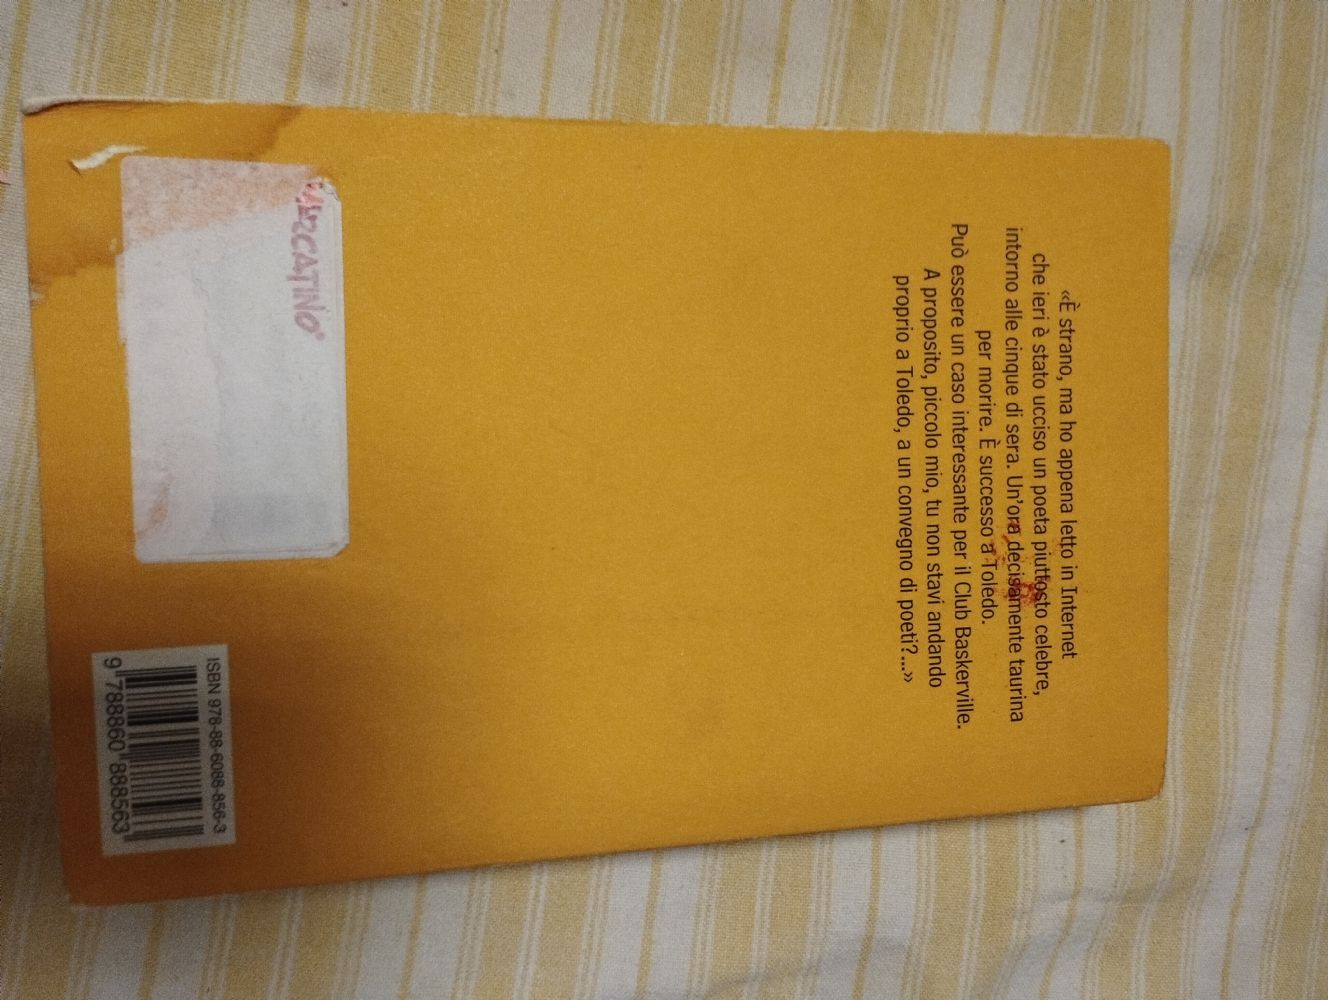 «È strano, ma ho appena letto in Internet
che ieri è stato ucciso un poeta piuttosto celebre,
intorno alle cinque di sera. Un'ora decisamente taurina
per morire. È successo a Toledo.
Può essere un caso interessante per il Club Baskerville.
A proposito, piccolo mio, tu non stavi andando
proprio a Toledo, a un convegno di poeti?...»
MERCATINO®
ISBN 978-88-6088-856-3
9 788860 888563